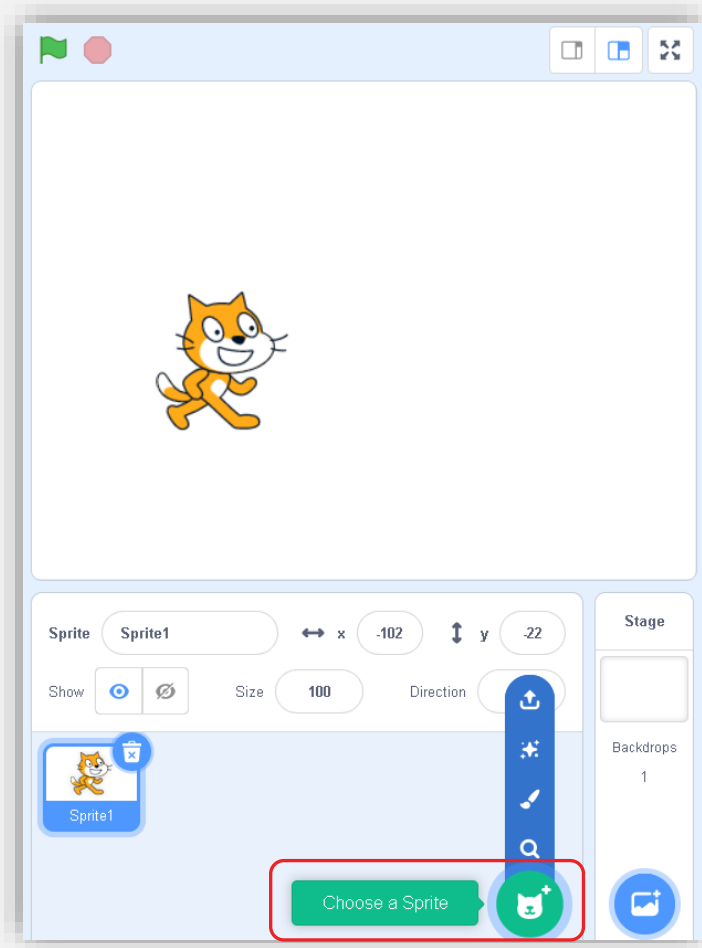 Sprite
Sprite1
x
-102
y
-22
Show
Size
100
Direction
Sprite1
Choose a Sprite
Stage
Backdrops
1